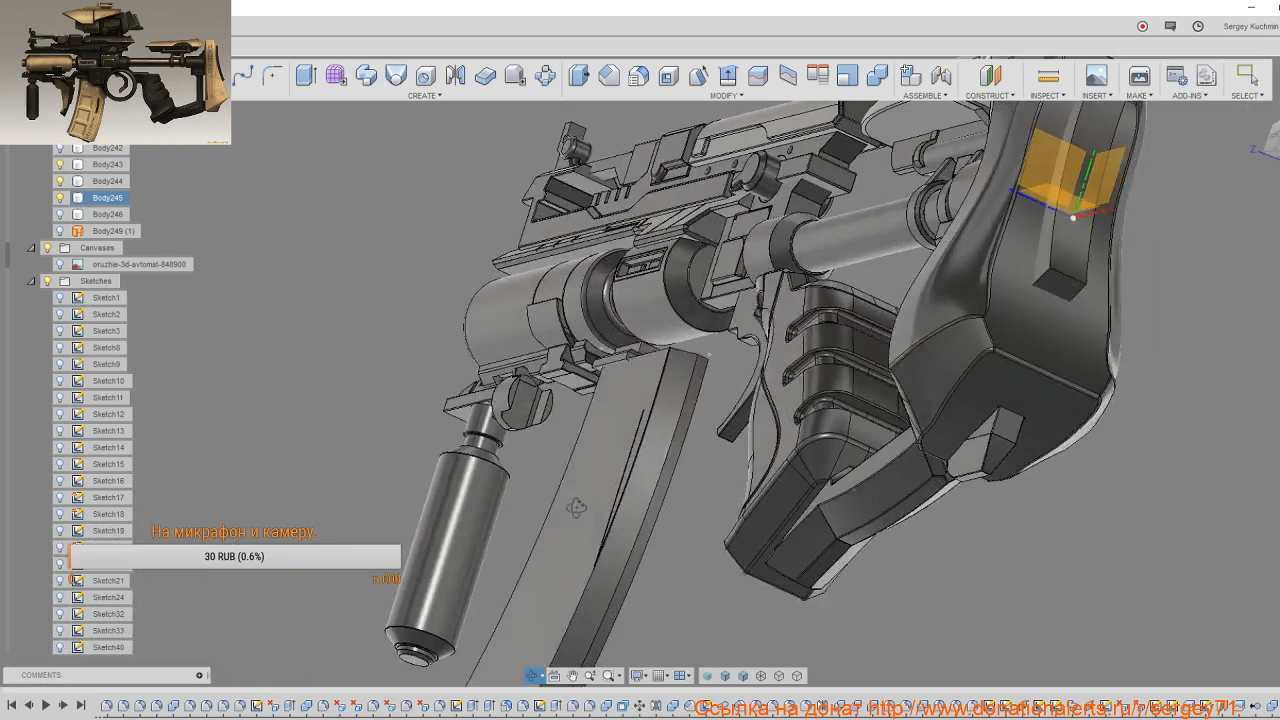 Sergey Kuchmin
CREATE
MODIFY
ASSEMBLE
CONSTRUCT
INSPECT
INSERT
MAKE
ADD-INS
SELECT
Body242
Body243
Body244
Body245
Body246
Body249 (1)
Canvases
oruzhie-3d-avtomat-848900
Sketches
Sketch1
Sketch2
Sketch3
Sketch8
Sketch9
Sketch10
Sketch11
Sketch12
Sketch13
Sketch14
Sketch15
Sketch16
Sketch17
Sketch18
Sketch19
На микрофон и камеру.
30 RUB (0.6%)
Sketch21
Sketch24
Sketch32
Sketch33
Sketch40
COMMENTS
Z